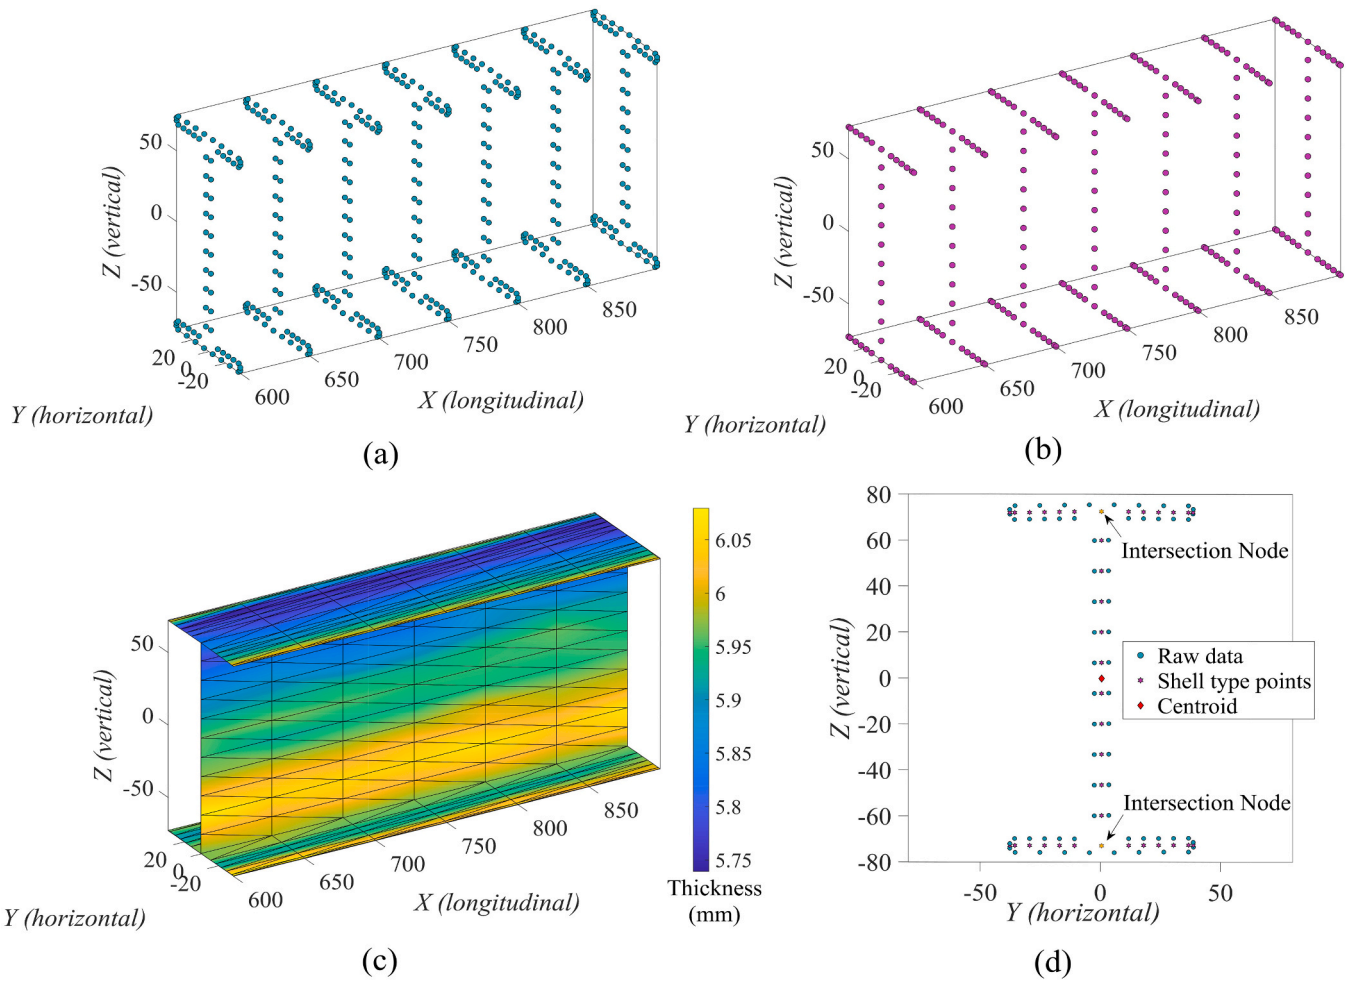 50
0
-50
Z (vertical)
20
0
-20
600
650
700
750
800
850
Y (horizontal)
X (longitudinal)
(a)
50
0
-50
Z (vertical)
20
0
-20
600
650
700
750
800
850
Y (horizontal)
X (longitudinal)
(b)
50
0
-50
Z (vertical)
20
0
-20
600
650
700
750
800
850
Y (horizontal)
X (longitudinal)
6.05
6
5.95
5.9
5.85
5.8
5.75
Thickness
(mm)
(c)
80
60
40
20
0
-20
-40
-60
-80
Z (vertical)
Intersection Node
Raw data
Shell type points
Centroid
Intersection Node
-50
0
50
Y (horizontal)
(d)